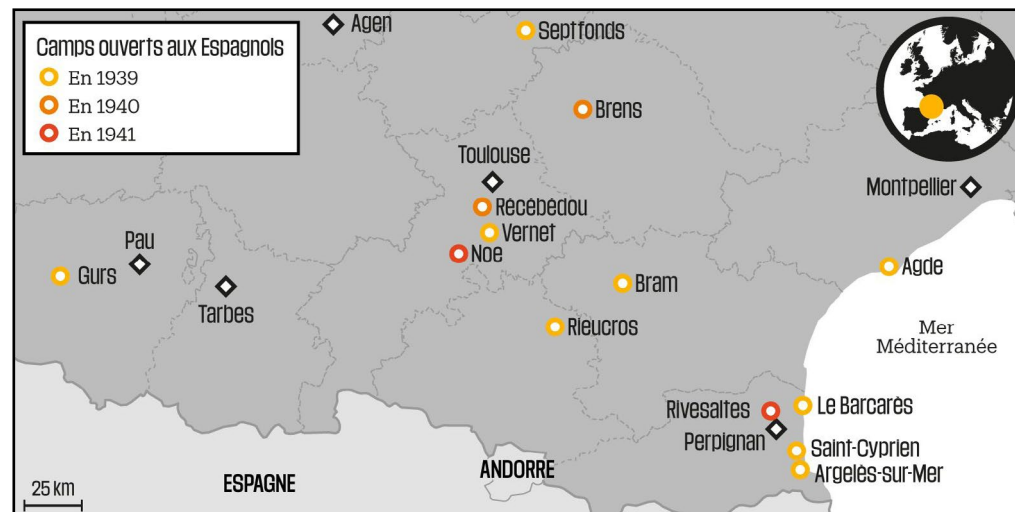 Camps ouverts aux Espagnols
En 1939
En 1940
En 1941
Agen
Septfonds
Brens
Toulouse
Montpellier
Récébédou
Vernet
Noe
Pau
Gurs
Tarbes
Bram
Agde
Rieucros
Mer
Méditerranée
Rivesaltes
Le Barcarès
Perpignan
Saint-Cyprien
Argelès-sur-Mer
ANDORRE
ESPAGNE
25 km